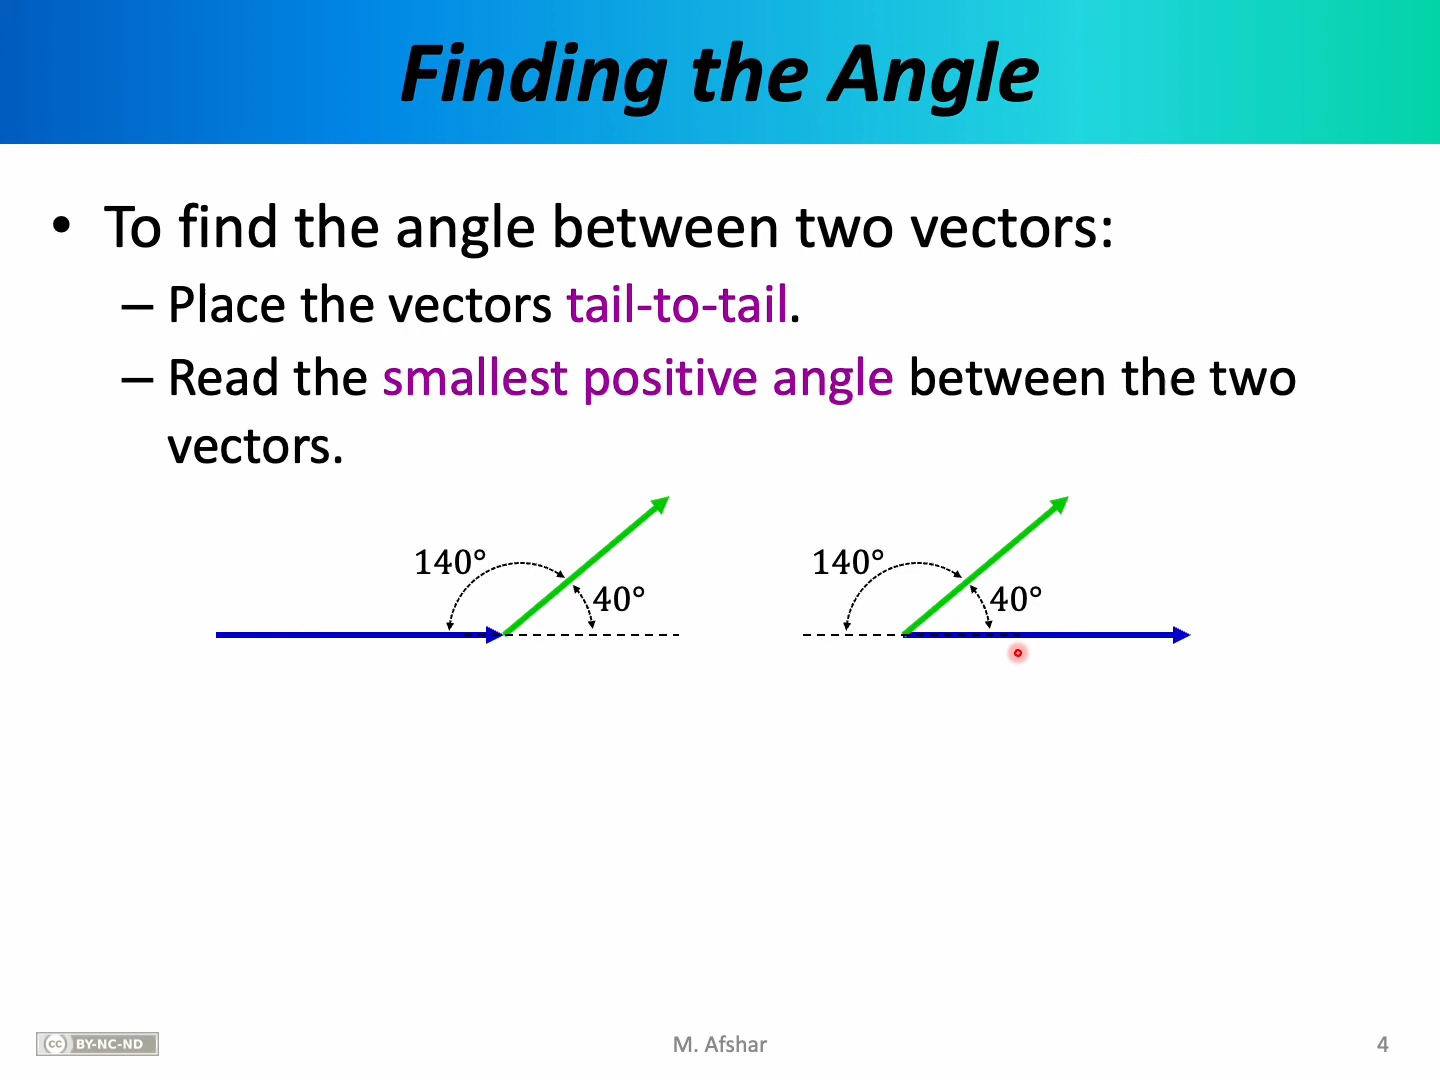 Finding the Angle
• To find the angle between two vectors:
– Place the vectors tail-to-tail.
– Read the smallest positive angle between the two
vectors.
140° 40° 140° 40°
cc BY-NC-ND M. Afshar 4